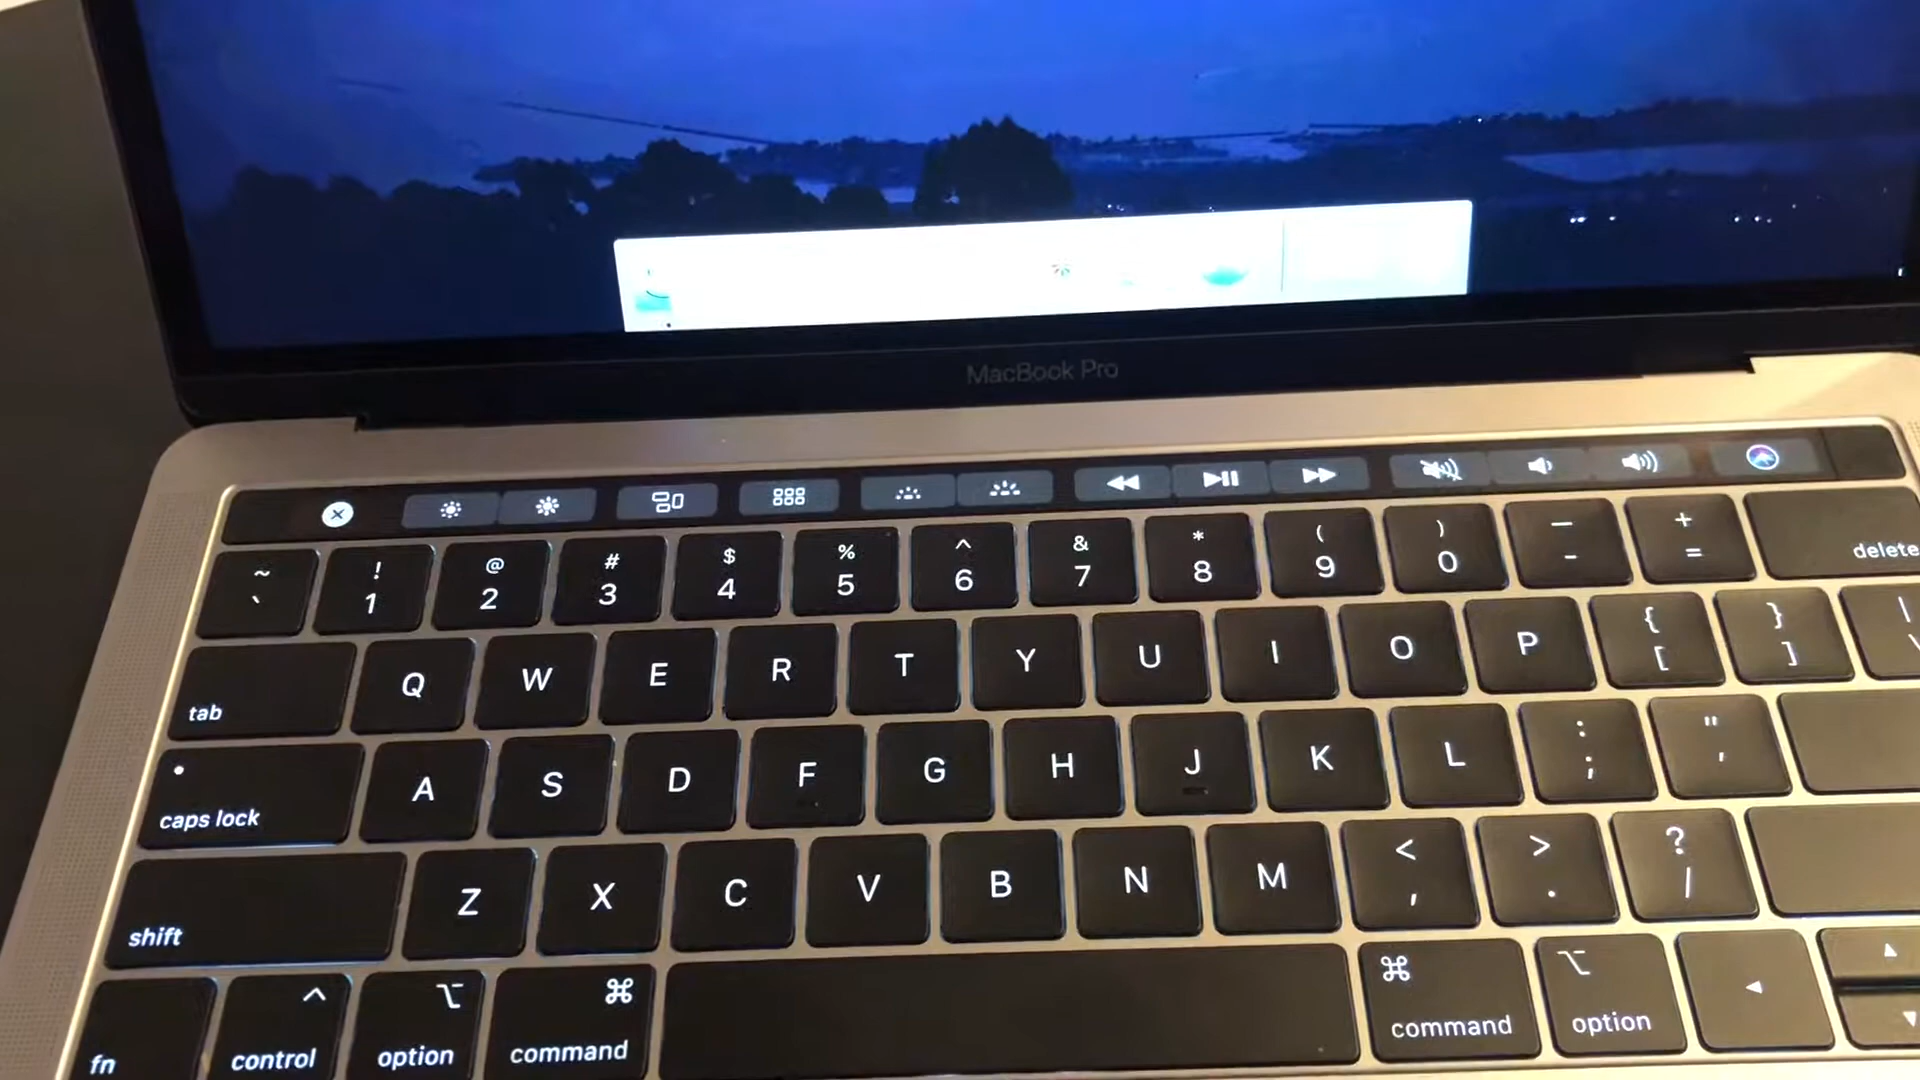 MacBook Pro
~ ! @ # $ % ^ & * ( ) — +
` 1 2 3 4 5 6 7 8 9 0 - = delete
tab Q W E R T Y U I O P { [ } ] | \
caps lock A S D F G H J K L : ; " '
shift Z X C V B N M < , > . ? /
fn ^ control ⌥ option ⌘ command ⌘ command ⌥ option ◀ ▲ ▼